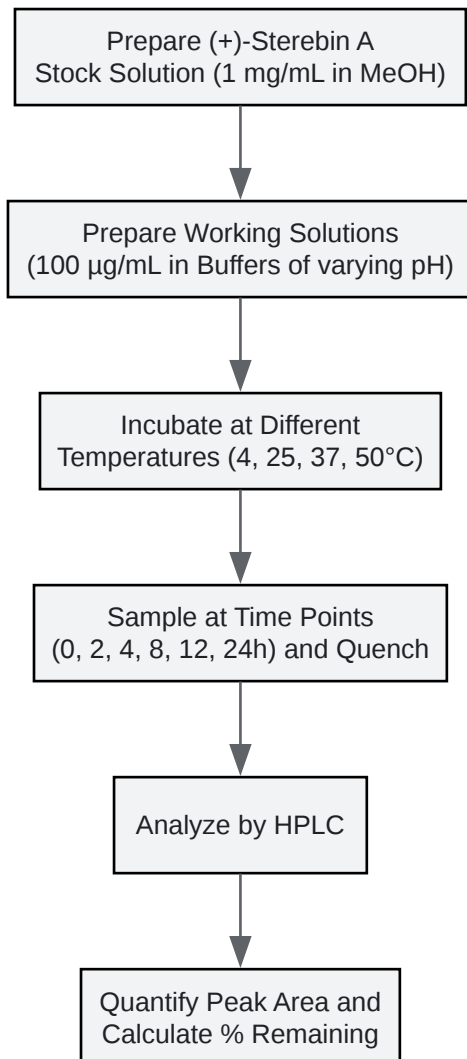 Prepare (+)-Sterebin A
Stock Solution (1 mg/mL in MeOH)
Prepare Working Solutions
(100 µg/mL in Buffers of varying pH)
Incubate at Different
Temperatures (4, 25, 37, 50°C)
Sample at Time Points
(0, 2, 4, 8, 12, 24h) and Quench
Analyze by HPLC
Quantify Peak Area and
Calculate % Remaining